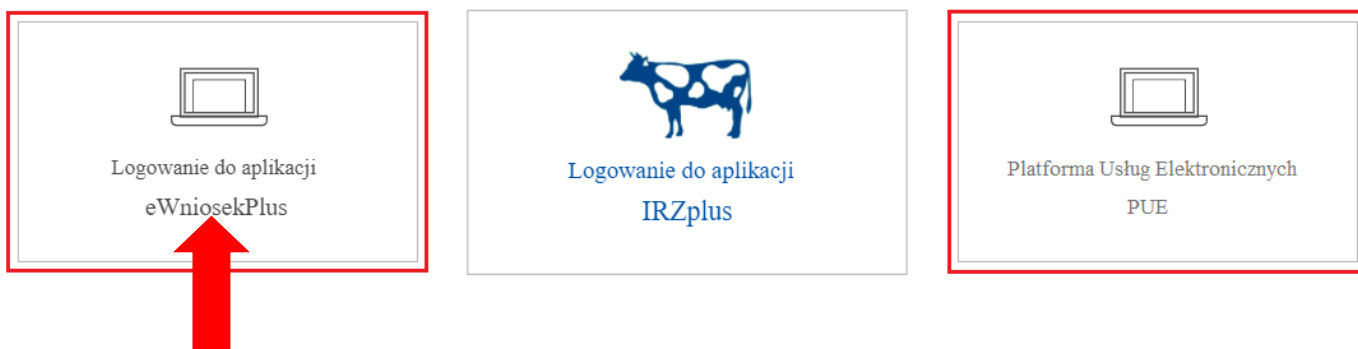 Logowanie do aplikacji
eWniosekPlus
Logowanie do aplikacji
IRZplus
Platforma Usług Elektronicznych
PUE